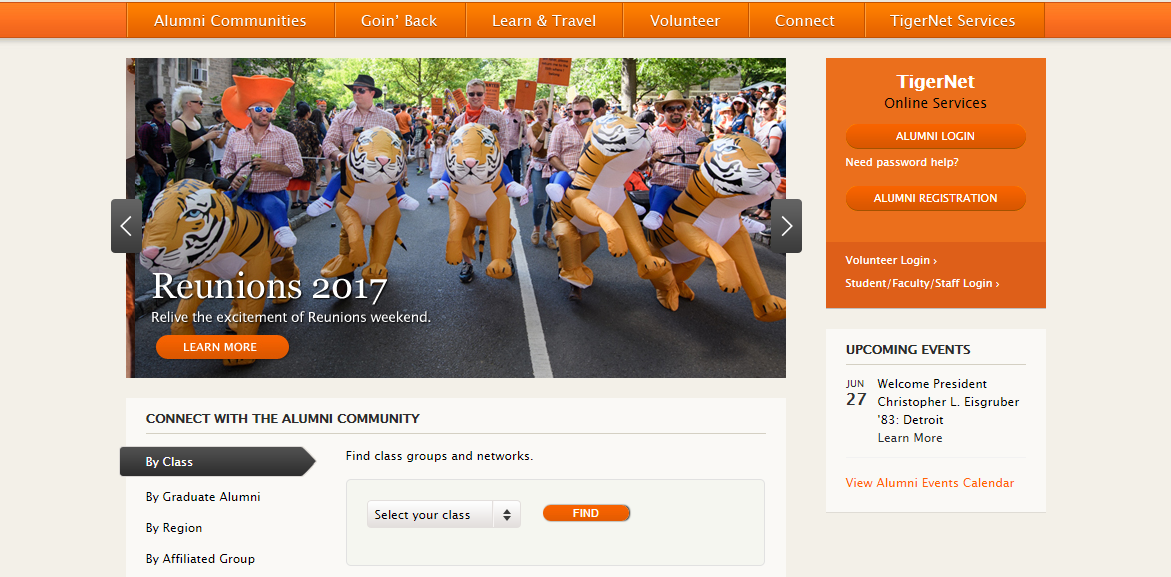 Alumni Communities
Goin' Back
Learn & Travel
Volunteer
Connect
TigerNet Services
Reunions 2017
Relive the excitement of Reunions weekend.
LEARN MORE
TigerNet
Online Services
ALUMNI LOGIN
Need password help?
ALUMNI REGISTRATION
Volunteer Login ›
Student/Faculty/Staff Login ›
UPCOMING EVENTS
JUN
27
Welcome President
Christopher L. Eisgruber
'83: Detroit
Learn More
View Alumni Events Calendar
CONNECT WITH THE ALUMNI COMMUNITY
By Class
By Graduate Alumni
By Region
By Affiliated Group
Find class groups and networks.
Select your class
FIND